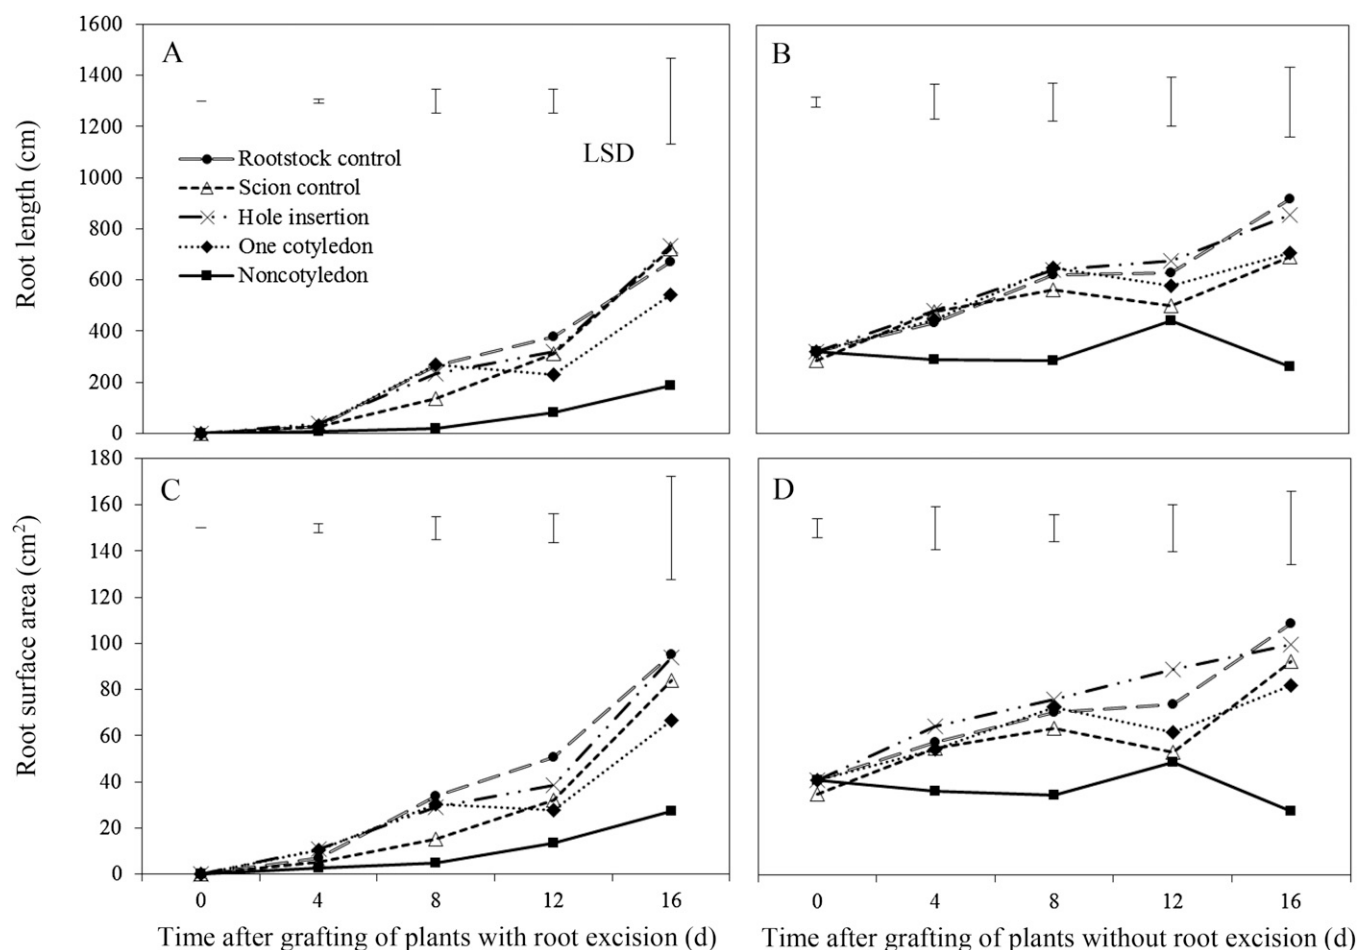 A
B
1600
1400
1200
1000
800
600
400
200
0
Root length (cm)
LSD
Rootstock control
Scion control
Hole insertion
One cotyledon
Noncotyledon
C
D
180
160
140
120
100
80
60
40
20
0
Root surface area (cm²)
0 4 8 12 16
0 4 8 12 16
Time after grafting of plants with root excision (d)
Time after grafting of plants without root excision (d)